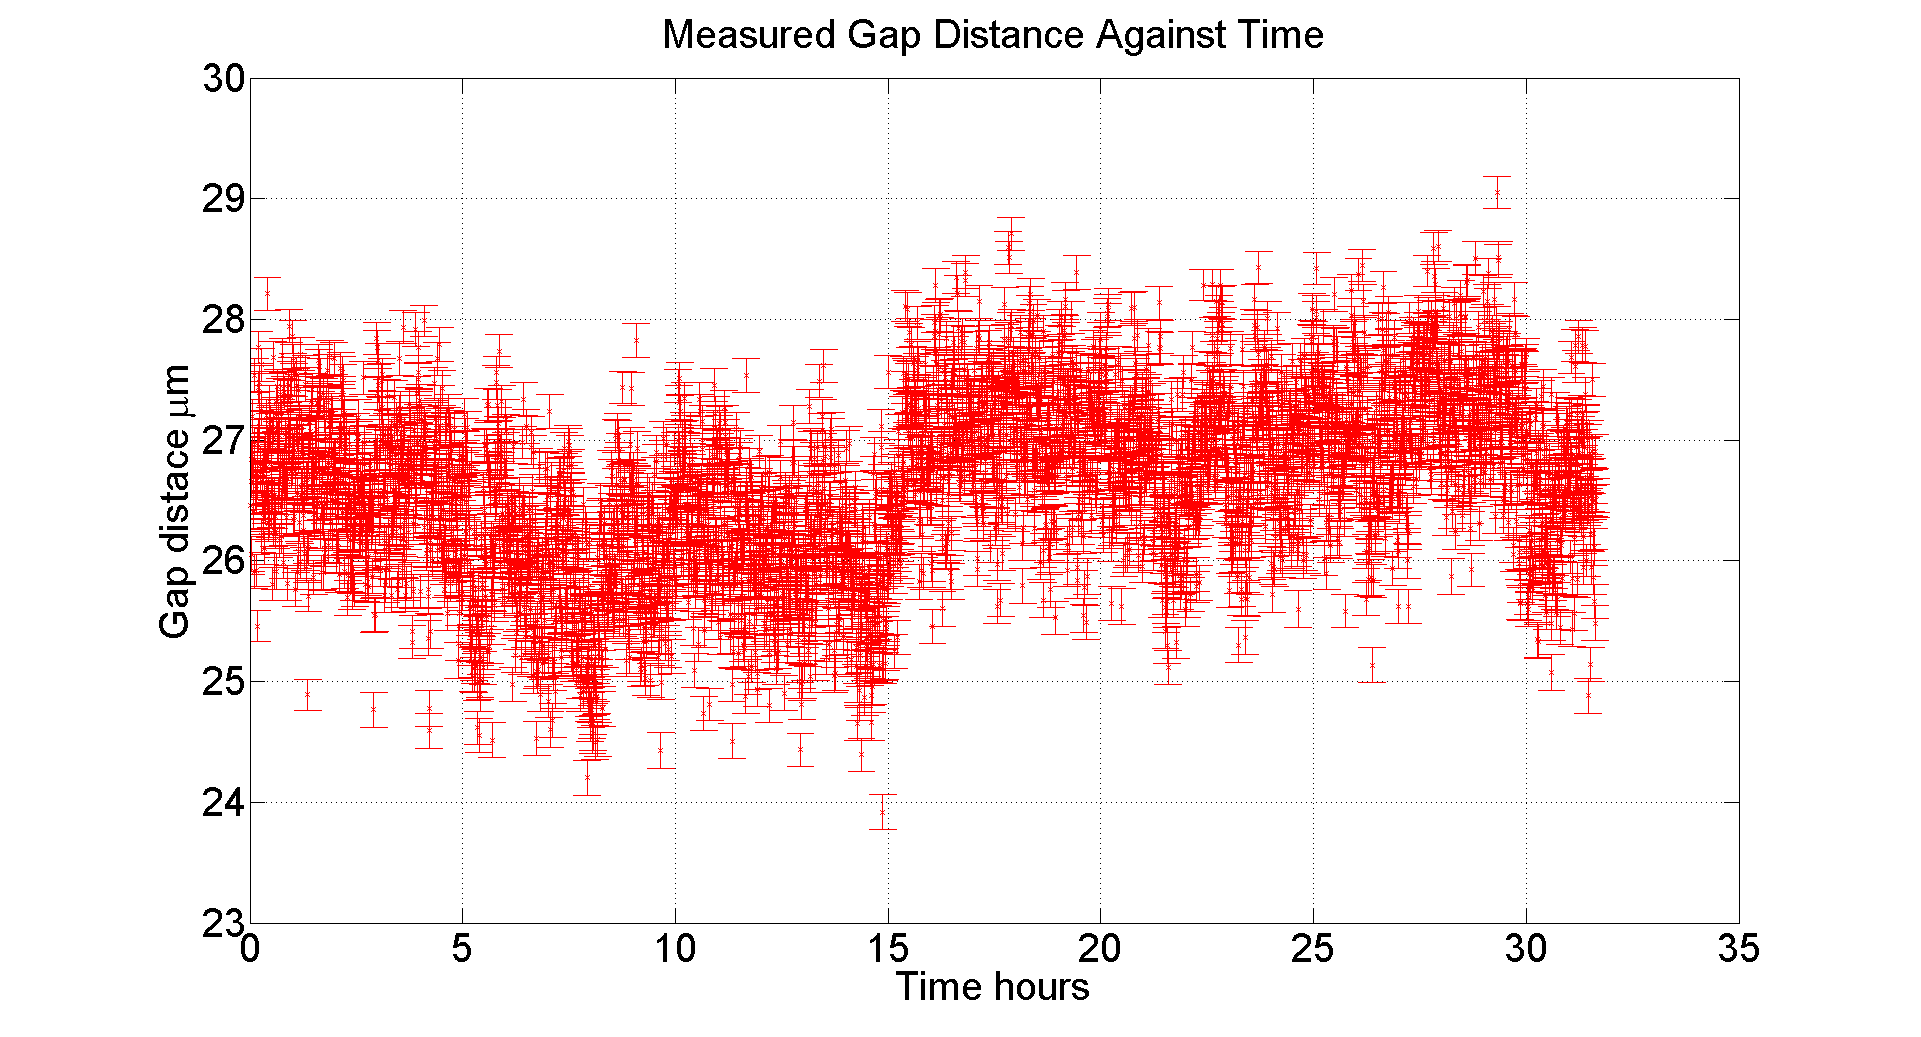 Measured Gap Distance Against Time
30
29
28
27
26
25
24
23
Gap distace μm
0 5 10 15 20 25 30 35
Time hours